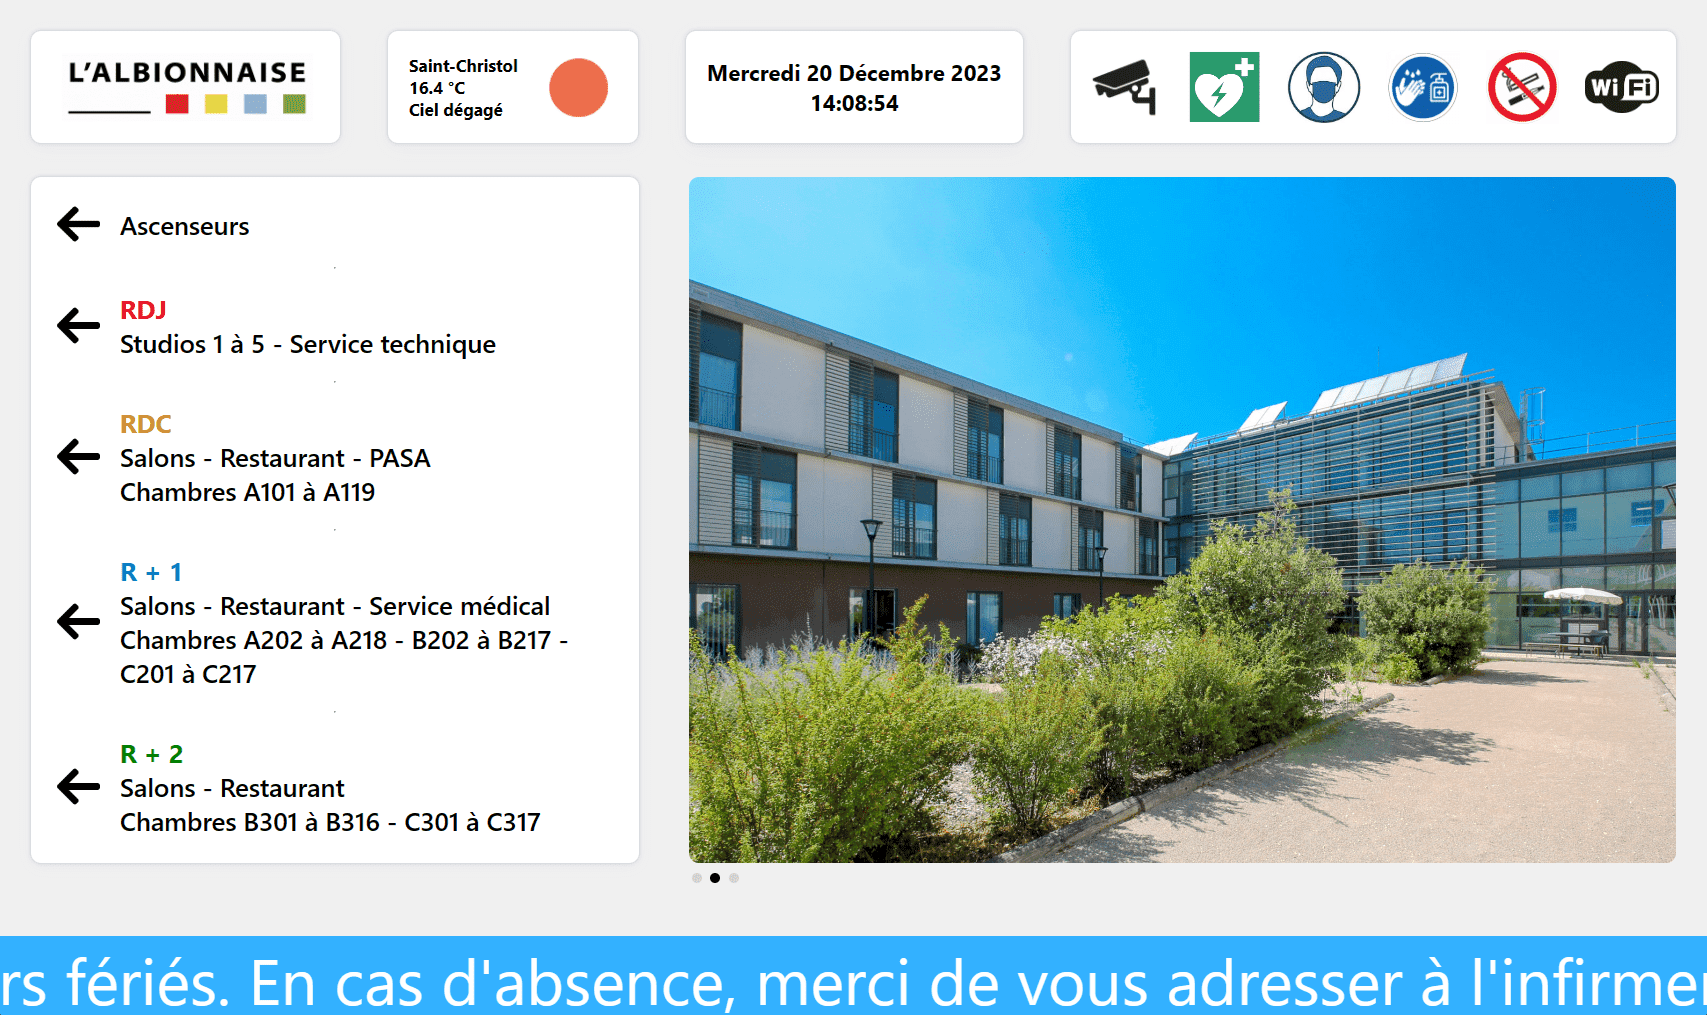 L'ALBIONNAISE
Saint-Christol
16.4 °C
Ciel dégagé
Mercredi 20 Décembre 2023
14:08:54
Wi Fi
Ascenseurs
RDJ
Studios 1 à 5 - Service technique
RDC
Salons - Restaurant - PASA
Chambres A101 à A119
R + 1
Salons - Restaurant - Service médical
Chambres A202 à A218 - B202 à B217 -
C201 à C217
R + 2
Salons - Restaurant
Chambres B301 à B316 - C301 à C317
rs fériés. En cas d'absence, merci de vous adresser à l'infirmer